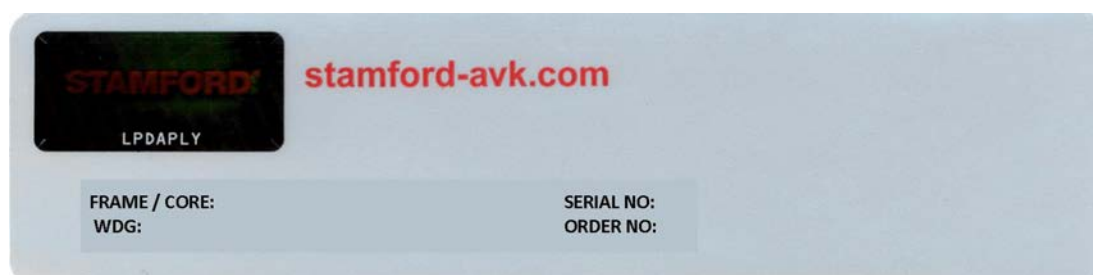 STAMFORD
stamford-avk.com
LPDAPLY
FRAME / CORE:
SERIAL NO:
WDG:
ORDER NO: